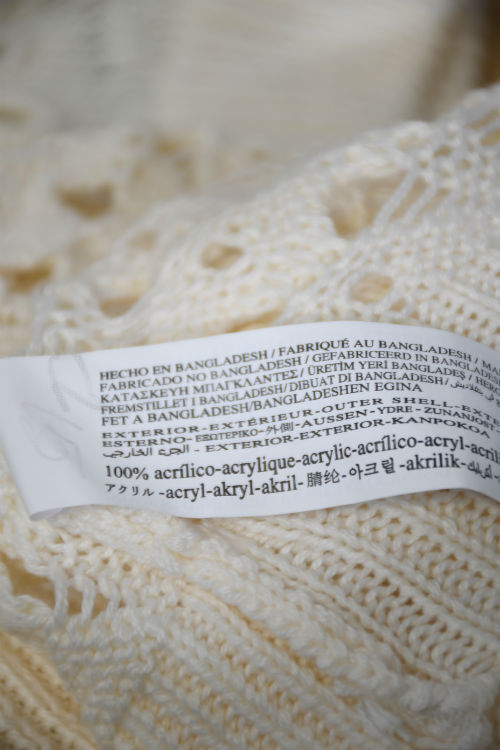 HECHO EN BANGLADESH / FABRIQUÉ AU BANGLADESH /
FABRICADO NO BANGLADESH / GEFABRICEERD IN BANGLADESH
ΚΑΤΑΣΚΕΥΗ ΜΠΑΓΚΛΑΝΤΕΣ / ÜRETİM YERİ BANGLADEŞ /
FREMSTILLET I BANGLADESH / DIBUAT DI BANGLADESH /
FET A BANGLADESH/BANGLADESHEN EGINA
EXTERIOR-EXTÉRIEUR-OUTER SHELL-
ESTERNO-ΕΞΩΤΕΡΙΚΟ-外側-AUSSEN-YDRE-ZUNANJOST
الجزء الخارجي - EXTERIOR-EXTERIOR-KANPOKOA
100% acrílico-acrylique-acrylic-acrílico-acryl-
アクリル -acryl-akryl-akril-腈纶-아크릴-akrilik-